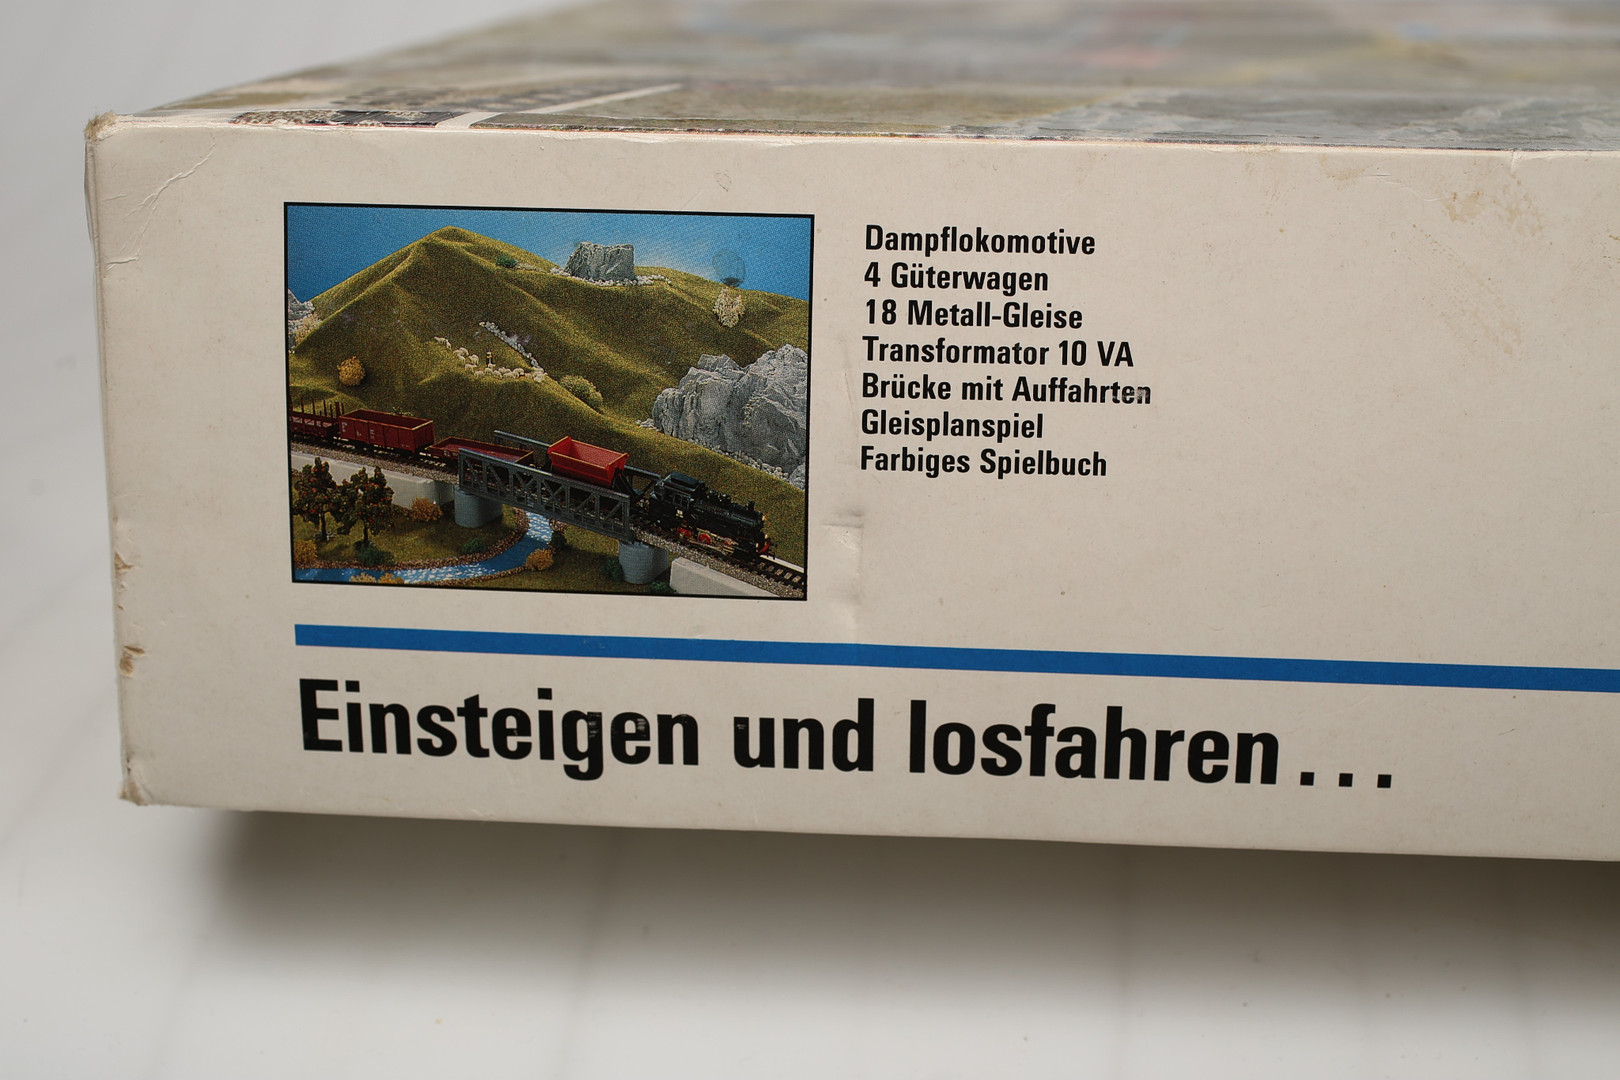 Dampflokomotive
4 Güterwagen
18 Metall-Gleise
Transformator 10 VA
Brücke mit Auffahrten
Gleisplanspiel
Farbiges Spielbuch
Einsteigen und losfahren...